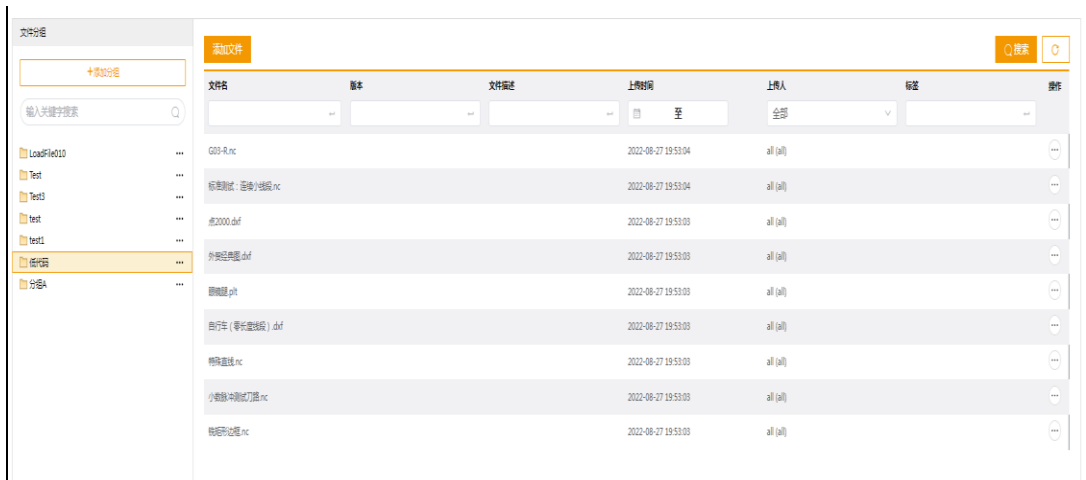 文件分组
+添加分组
输入关键字搜索
LoadFile010
Test
Test3
test
test1
低代码
分组A
添加文件
搜索
文件名 版本 文件描述 上传时间 上传人 标签 操作
至 全部
G03-R.nc 2022-08-27 19:53:04 all (all)
标准测试：连续小线段.nc 2022-08-27 19:53:04 all (all)
点2000.dxf 2022-08-27 19:53:03 all (all)
外突经典图.dxf 2022-08-27 19:53:03 all (all)
眼镜腿.plt 2022-08-27 19:53:03 all (all)
自行车（零长度线段）.dxf 2022-08-27 19:53:03 all (all)
特殊直线.nc 2022-08-27 19:53:03 all (all)
小数脉冲测试刀路.nc 2022-08-27 19:53:03 all (all)
铣矩形边框.nc 2022-08-27 19:53:03 all (all)